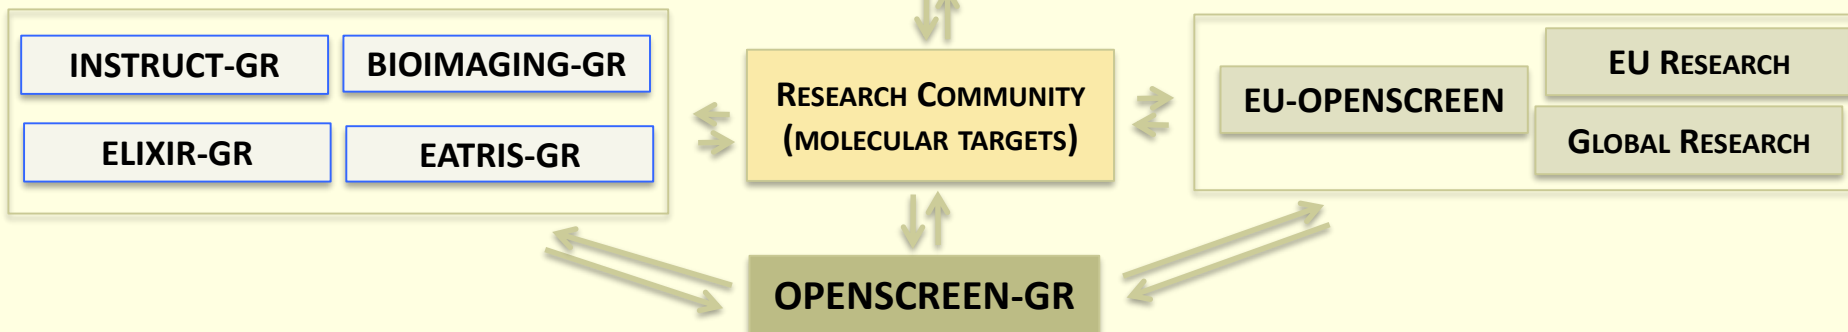 INSTRUCT-GR
BIOIMAGING-GR
ELIXIR-GR
EATRIS-GR
RESEARCH COMMUNITY
(MOLECULAR TARGETS)
EU-OPENSCREEN
EU RESEARCH
GLOBAL RESEARCH
OPENSCREEN-GR